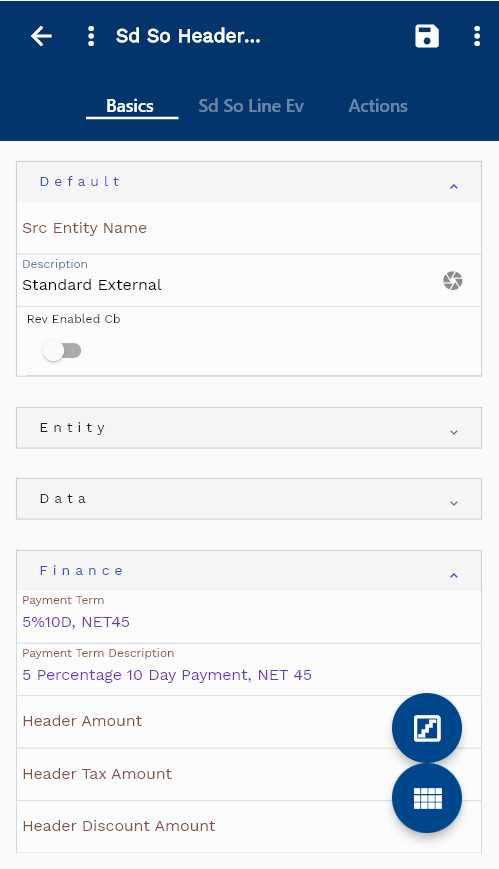 Sd So Header...
Basics
Sd So Line Ev
Actions
Default
Src Entity Name
Description
Standard External
Rev Enabled Cb
Entity
Data
Finance
Payment Term
5%10D, NET45
Payment Term Description
5 Percentage 10 Day Payment, NET 45
Header Amount
Header Tax Amount
Header Discount Amount